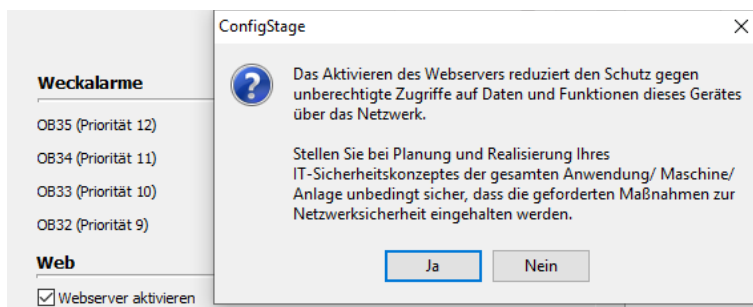 ConfigStage
Das Aktivieren des Webservers reduziert den Schutz gegen
unberechtigte Zugriffe auf Daten und Funktionen dieses Gerätes
über das Netzwerk.
Stellen Sie bei Planung und Realisierung Ihres
IT-Sicherheitskonzeptes der gesamten Anwendung/ Maschine/
Anlage unbedingt sicher, dass die geforderten Maßnahmen zur
Netzwerksicherheit eingehalten werden.
Ja
Nein
Weckalarme
OB35 (Priorität 12)
OB34 (Priorität 11)
OB33 (Priorität 10)
OB32 (Priorität 9)
Web
Webserver aktivieren